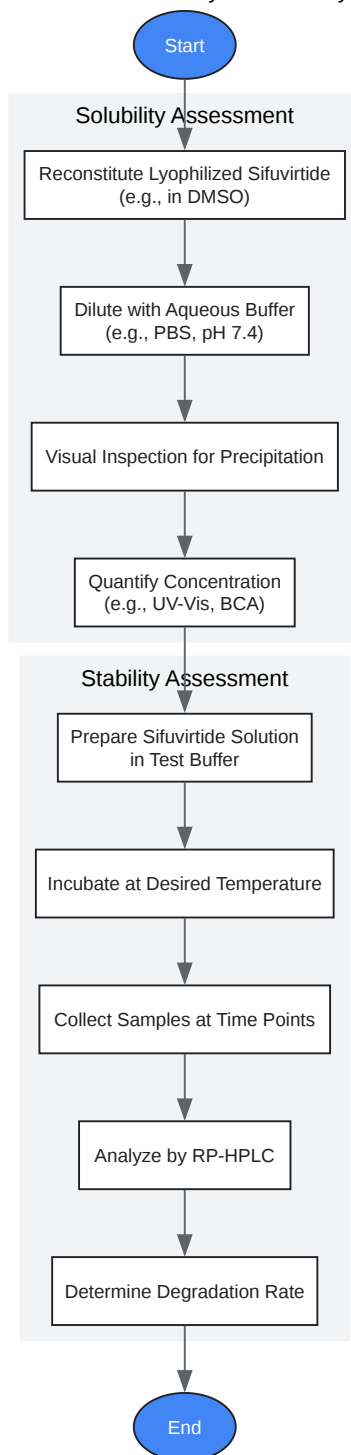 Start
Solubility Assessment
Reconstitute Lyophilized Sifuvirtide
(e.g., in DMSO)
Dilute with Aqueous Buffer
(e.g., PBS, pH 7.4)
Visual Inspection for Precipitation
Quantify Concentration
(e.g., UV-Vis, BCA)
Stability Assessment
Prepare Sifuvirtide Solution
in Test Buffer
Incubate at Desired Temperature
Collect Samples at Time Points
Analyze by RP-HPLC
Determine Degradation Rate
End